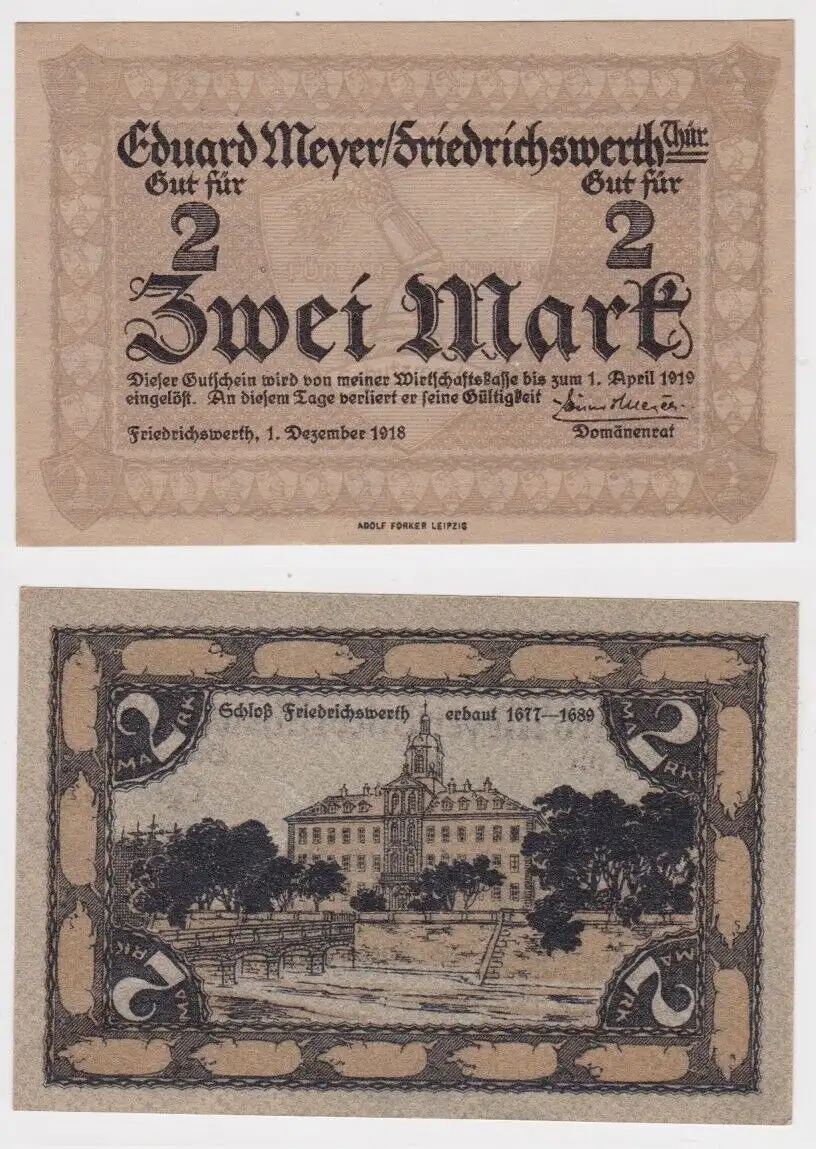 Eduard Meyer/Friedrichswerth Thür.
Gut für Gut für
2 2
Zwei Mark
Dieser Gutschein wird von meiner Wirtschaftskasse bis zum 1. April 1919
eingelöst. An diesem Tage verliert er seine Gültigkeit
Eduard Meyer.
Friedrichswerth, 1. Dezember 1918 Domänenrat
ADOLF FORKER LEIPZIG
2 MARK 2 MARK
Schloß Friedrichswerth erbaut 1677—1689
2 MARK 2 MARK